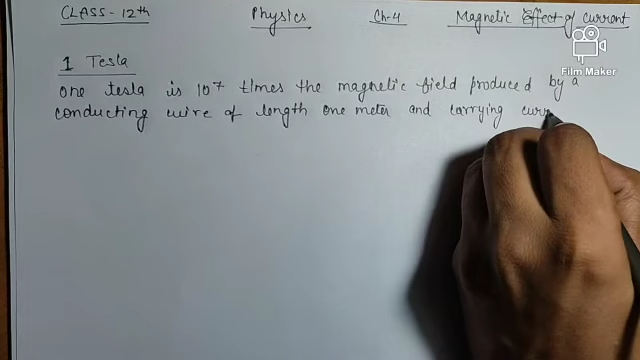 CLASS - 12th Physics Ch-4 Magnetic Effect of current
Film Maker
1 Tesla
One tesla is 10⁷ times the magnetic field produced by a
conducting wire of length one meter and carrying curr